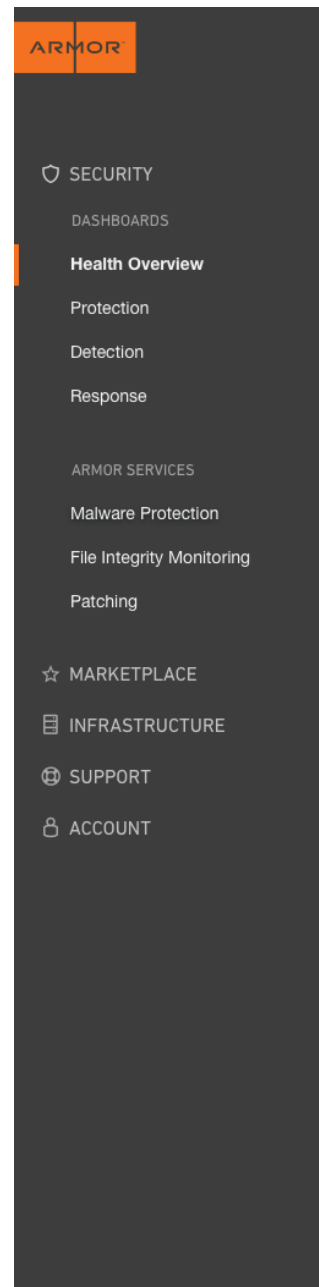 ARMOR
SECURITY
DASHBOARDS
Health Overview
Protection
Detection
Response
ARMOR SERVICES
Malware Protection
File Integrity Monitoring
Patching
MARKETPLACE
INFRASTRUCTURE
SUPPORT
ACCOUNT